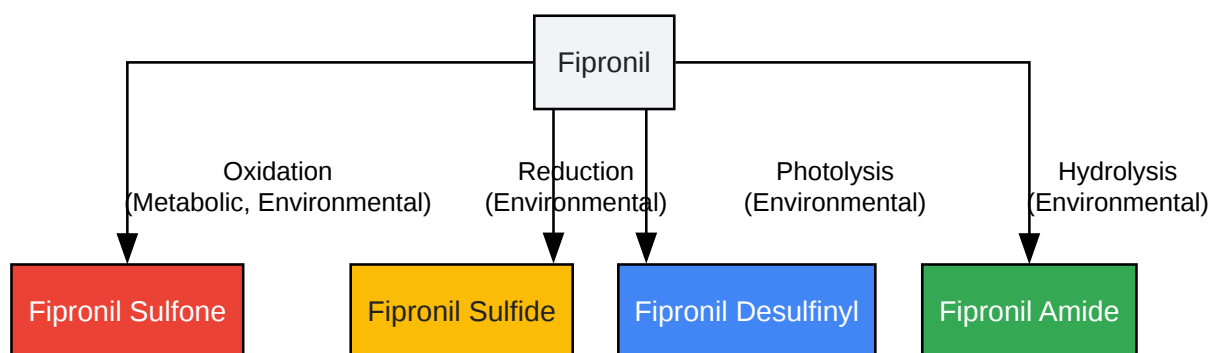 Fipronil
Oxidation
(Metabolic, Environmental)
Reduction
(Environmental)
Photolysis
(Environmental)
Hydrolysis
(Environmental)
Fipronil Sulfone
Fipronil Sulfide
Fipronil Desulfinyl
Fipronil Amide